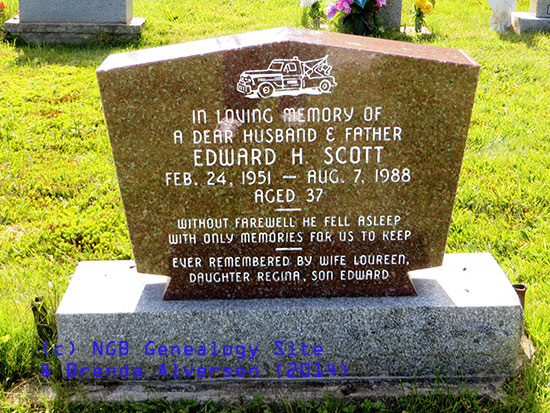 IN LOVING MEMORY OF
A DEAR HUSBAND & FATHER
EDWARD H. SCOTT
FEB. 24, 1951 — AUG. 7, 1988
AGED 37
WITHOUT FAREWELL HE FELL ASLEEP
WITH ONLY MEMORIES FOR US TO KEEP
EVER REMEMBERED BY WIFE LOUREEN,
DAUGHTER REGINA, SON EDWARD
(c) NGB Genealogy Site
& Brenda Alverson (2014)